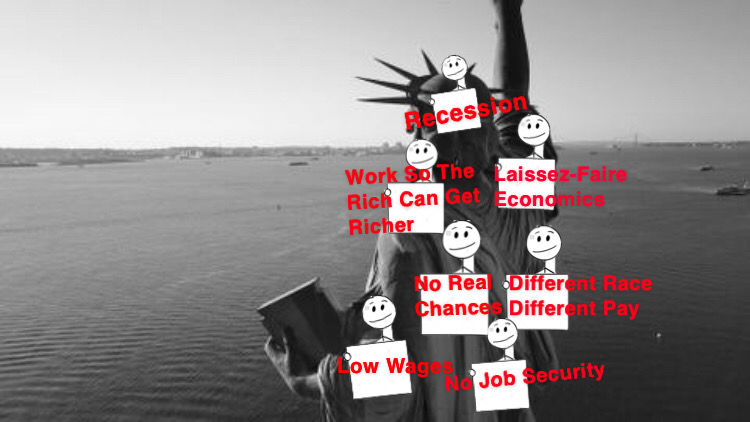 Recession
Work So The
Rich Can Get
Richer
Laissez-Faire
Economics
No Real
Chances
Different Race
Different Pay
Low Wages
No Job Security